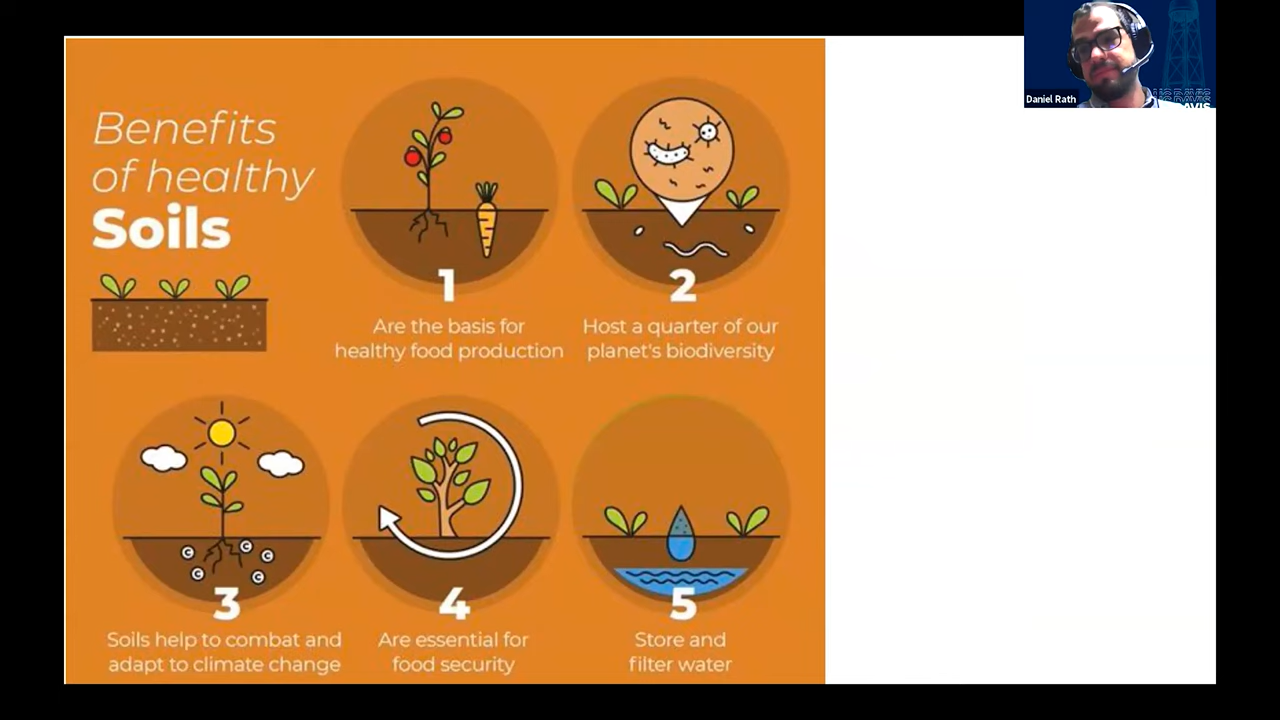 Benefits
of healthy
Soils
1
Are the basis for
healthy food production
2
Host a quarter of our
planet's biodiversity
3
Soils help to combat and
adapt to climate change
C
C
C
C
C
4
Are essential for
food security
5
Store and
filter water
Daniel Rath